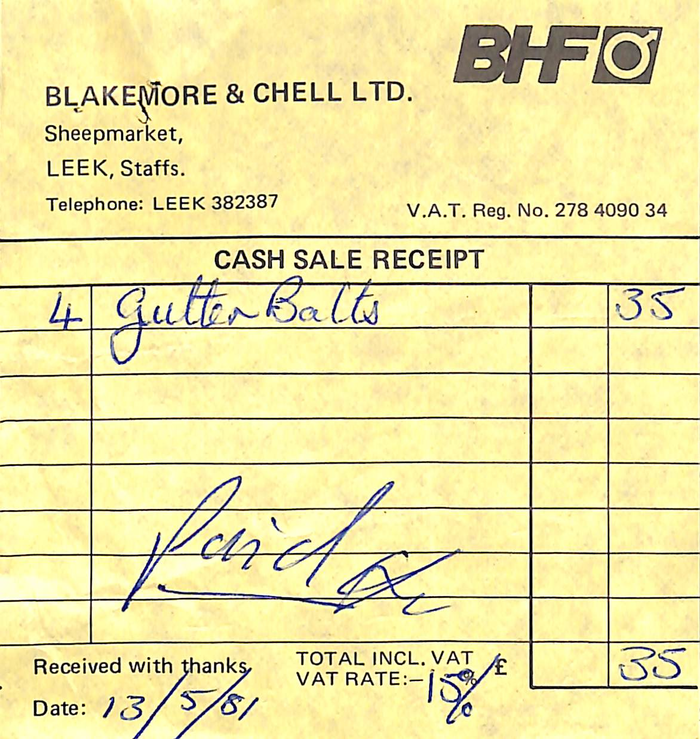 BHF
BLAKEMORE & CHELL LTD.
Sheepmarket,
LEEK, Staffs.
Telephone: LEEK 382387
V.A.T. Reg. No. 278 4090 34
CASH SALE RECEIPT
4 Gutter Bolts 35
Paid
TOTAL INCL. VAT £ 35
Received with thanks
VAT RATE:- 15%
Date: 13/5/81